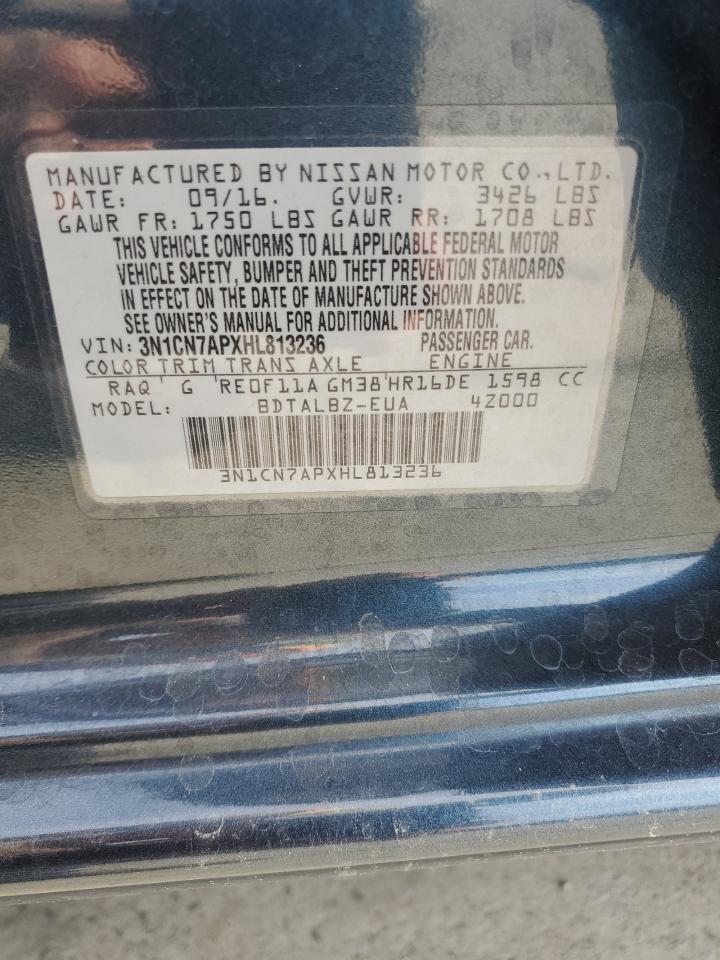 MANUFACTURED BY NISSAN MOTOR CO.,LTD.
DATE: 09/16. GVWR: 3426 LBS
GAWR FR: 1750 LBS GAWR RR: 1708 LBS
THIS VEHICLE CONFORMS TO ALL APPLICABLE FEDERAL MOTOR
VEHICLE SAFETY, BUMPER AND THEFT PREVENTION STANDARDS
IN EFFECT ON THE DATE OF MANUFACTURE SHOWN ABOVE.
SEE OWNER'S MANUAL FOR ADDITIONAL INFORMATION.
VIN: 3N1CN7APXHL813236 PASSENGER CAR.
COLOR TRIM TRANS AXLE ENGINE
RAQ G RE0F11A GM38 HR16DE 1598 CC
MODEL: BDTALBZ-EUA 4Z000
3N1CN7APXHL813236